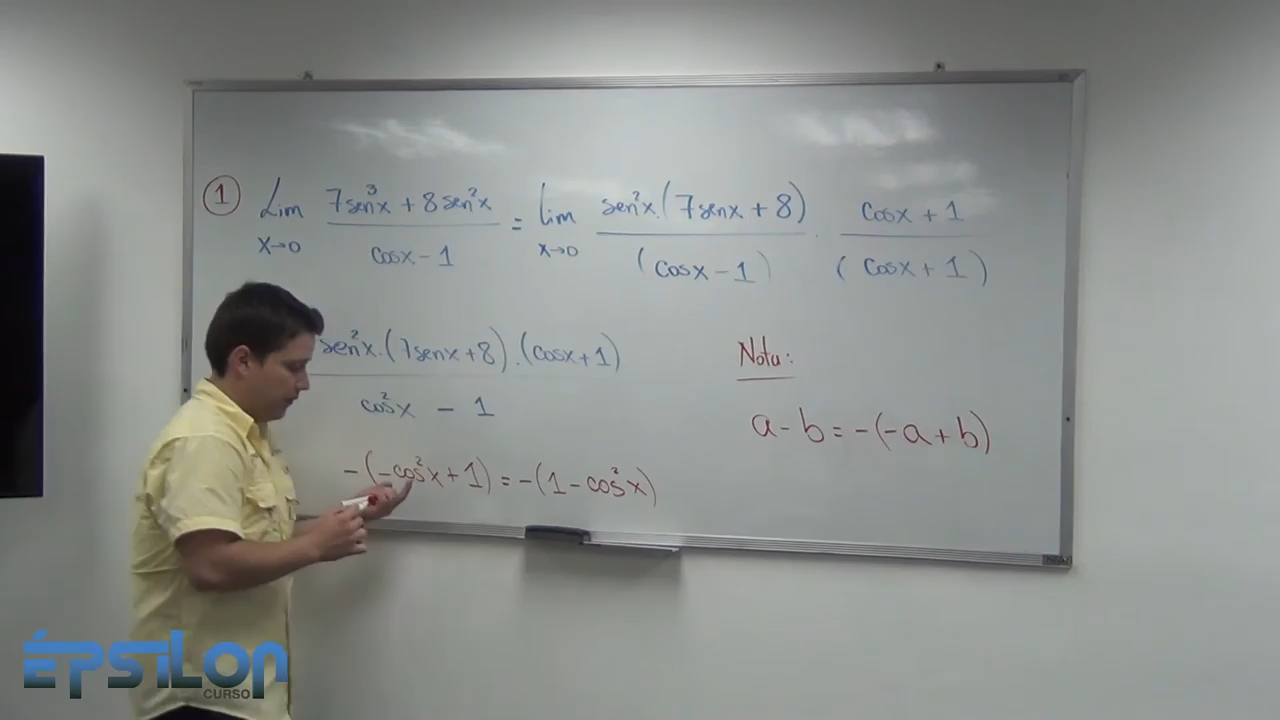 1 Lim x→0 (7sen³x + 8sen²x)/(cosx - 1) = Lim x→0 (sen²x.(7senx + 8))/((cosx - 1)) . (cosx + 1)/((cosx + 1))
sen²x.(7senx+8).(cosx+1)
cos²x - 1
-(-cos²x+1) = -(1-cos²x)
Nota:
a-b = -(-a+b)
ÉPSILON
CURSO